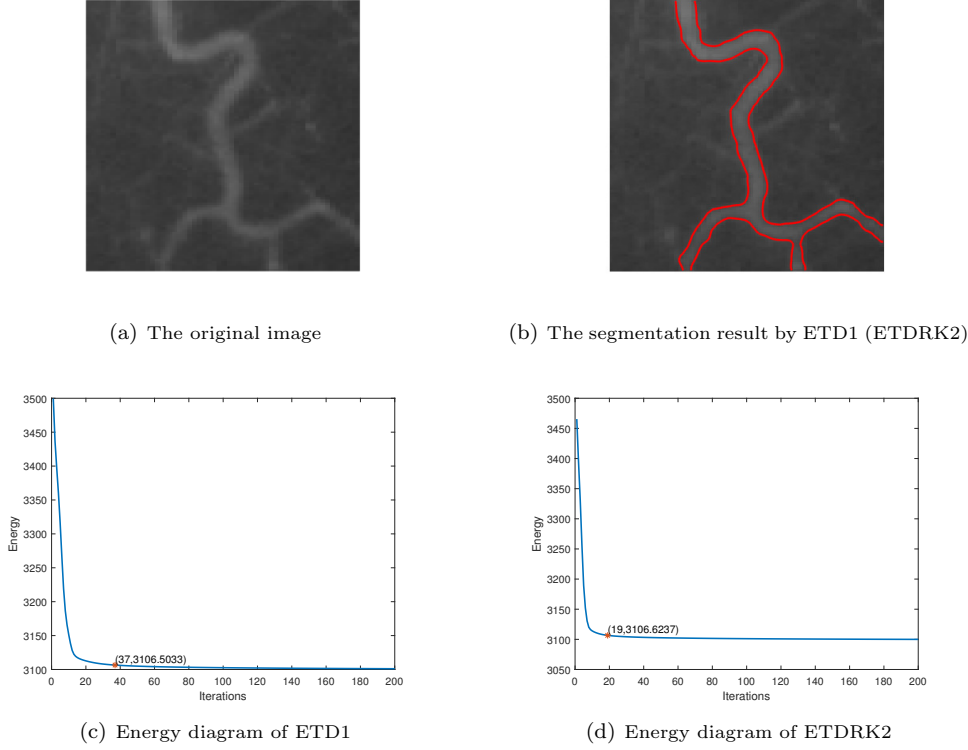 (a) The original image
(b) The segmentation result by ETD1 (ETDRK2)
3500
3450
3400
3350
3300
3250
3200
3150
3100
Energy
(37,3106.5033)
0 20 40 60 80 100 120 140 160 180 200
Iterations
(c) Energy diagram of ETD1
3500
3450
3400
3350
3300
3250
3200
3150
3100
3050
Energy
(19,3106.6237)
0 20 40 60 80 100 120 140 160 180 200
Iterations
(d) Energy diagram of ETDRK2